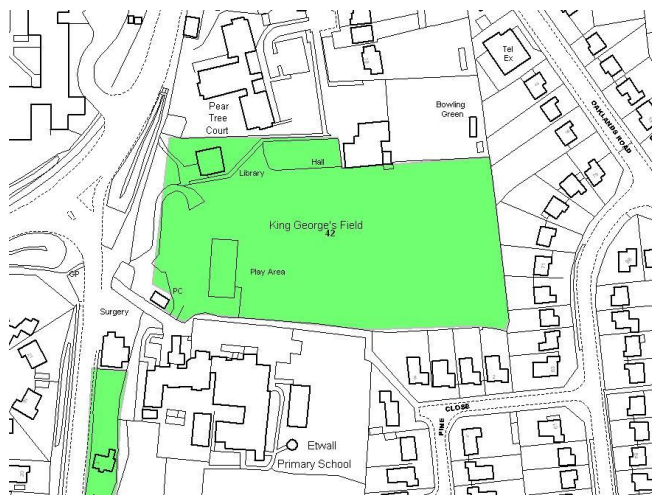 Tel
Ex
Pear
Tree
Court
Bowling
Green
OAKLANDS ROAD
Library
Hall
King George's Field
42
Play Area
GP
PC
Surgery
PINE
CLOSE
Etwall
Primary School